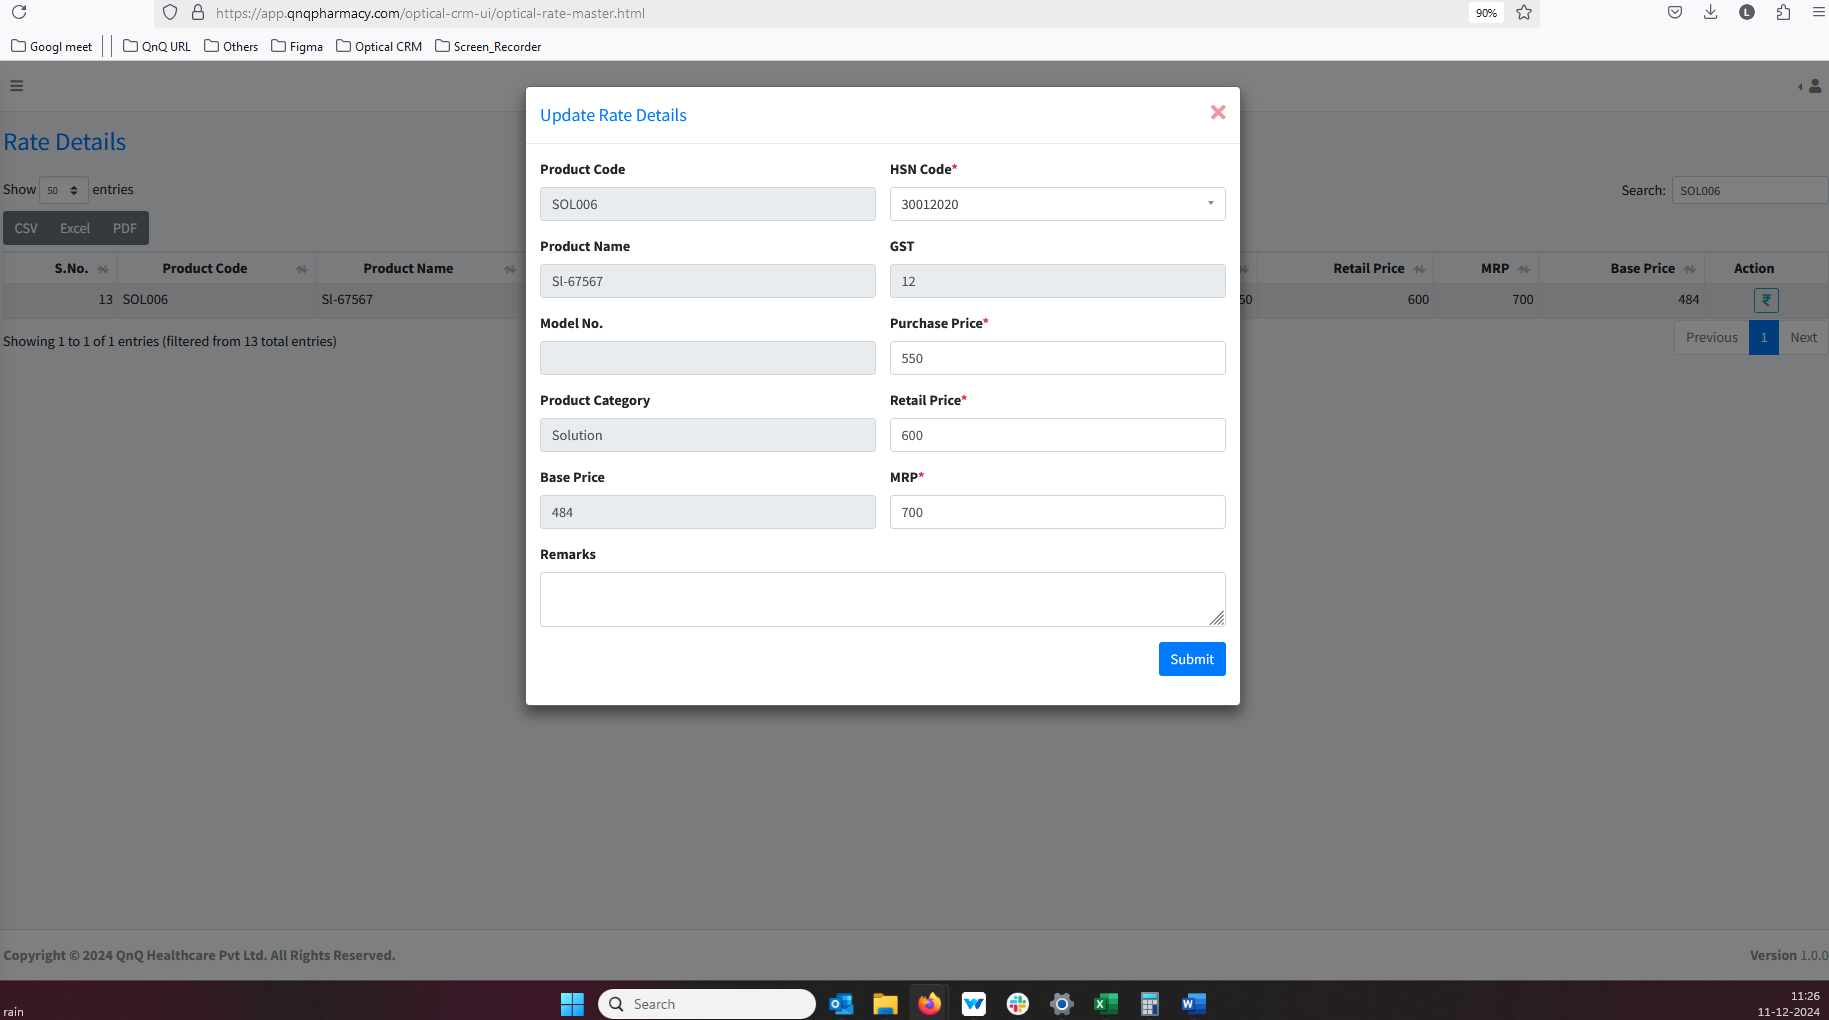 https://app.qnqpharmacy.com/optical-crm-ui/optical-rate-master.html
90%
L
Googl meet
QnQ URL
Others
Figma
Optical CRM
Screen_Recorder
Rate Details
Show 50 entries
Search: SOL006
CSV Excel PDF
S.No. Product Code Product Name Retail Price MRP Base Price Action
13 SOL006 Sl-67567 50 600 700 484 ₹
Showing 1 to 1 of 1 entries (filtered from 13 total entries)
Previous 1 Next
Update Rate Details
Product Code
SOL006
HSN Code*
30012020
Product Name
Sl-67567
GST
12
Model No.
Purchase Price*
550
Product Category
Solution
Retail Price*
600
Base Price
484
MRP*
700
Remarks
Submit
Copyright © 2024 QnQ Healthcare Pvt Ltd. All Rights Reserved.
Version 1.0.0
rain
Search
11:26
11-12-2024